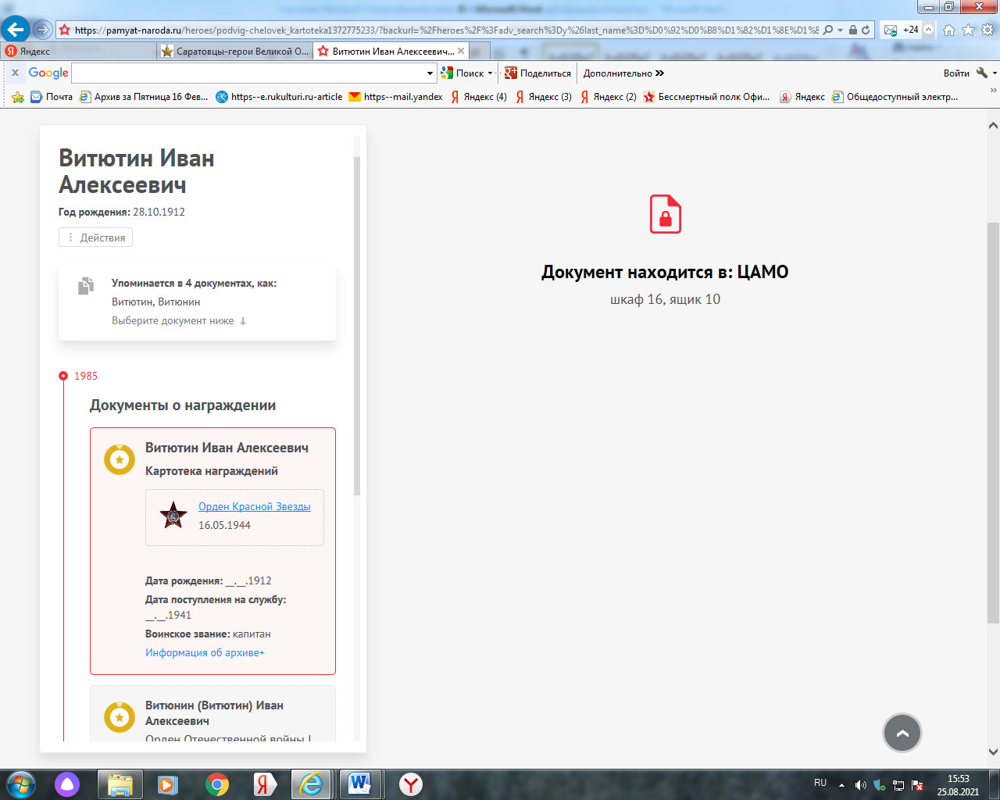 https://pamyat-naroda.ru/heroes/podvig-chelovek_kartoteka1372775233/?backurl=%2Fheroes%2F%3Fadv_search%3Dy%26last_name%3D%D0%92%D0%B8%D1%82%D1%8E%D1%8
+24
Яндекс
Саратовцы-герои Великой О...
Витютин Иван Алексеевич...
Google
Поиск
Поделиться
Дополнительно
Войти
Почта
Архив за Пятница 16 Фев...
https--e.rukulturi.ru-article
https--mail.yandex
Яндекс (4)
Яндекс (3)
Яндекс (2)
Бессмертный полк Офи...
Яндекс
Общедоступный электр...
Витютин Иван
Алексеевич
Год рождения: 28.10.1912
Действия
Упоминается в 4 документах, как:
Витютин, Витюнин
Выберите документ ниже ↓
1985
Документы о награждении
Витютин Иван Алексеевич
Картотека награждений
Орден Красной Звезды
16.05.1944
Дата рождения: __.__.1912
Дата поступления на службу:
__.__.1941
Воинское звание: капитан
Информация об архиве+
Витюнин (Витютин) Иван
Алексеевич
Орден Отечественной войны I
Документ находится в: ЦАМО
шкаф 16, ящик 10
RU
15:53
25.08.2021